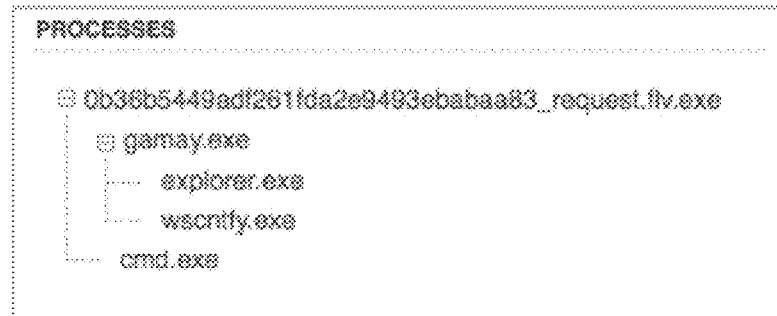 PROCESSES
0b36b5449adf261fda2e9493ebabaa83_request.flv.exe
gamay.exe
explorer.exe
wscntfy.exe
cmd.exe